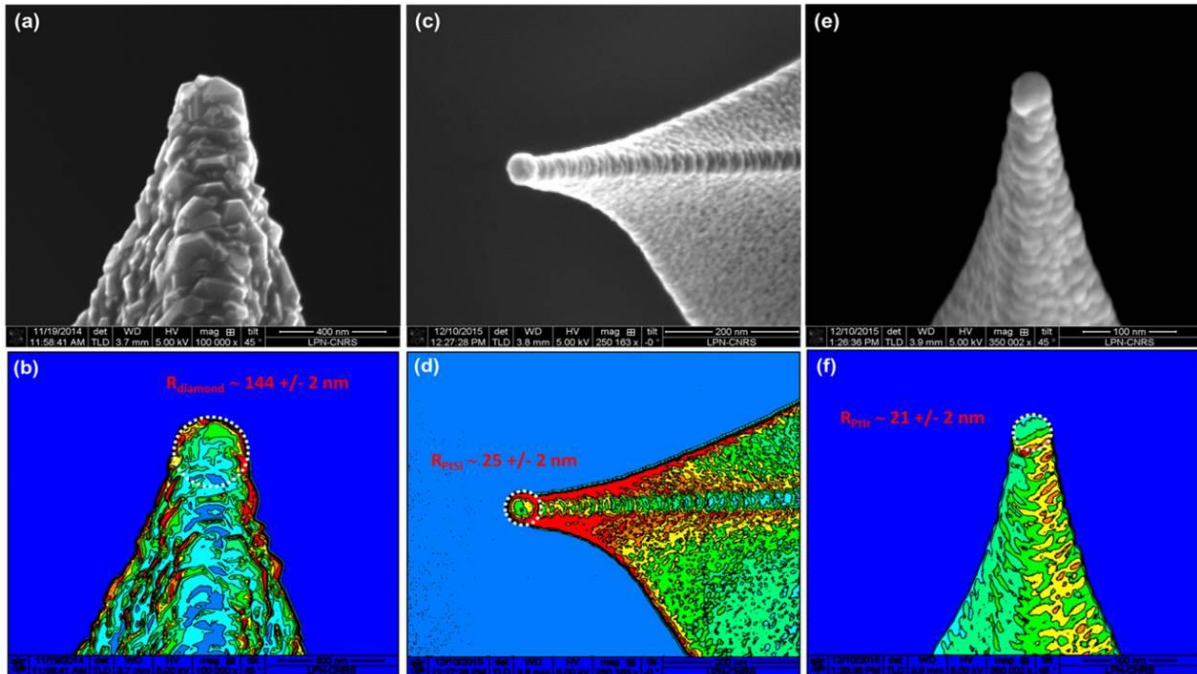 (a)
11/19/2014 det WD HV mag tilt 400 nm
11:58:41 AM TLD 3.7 mm 5.00 kV 100 000 x 45 ° LPN-CNRS
(c)
12/10/2015 det WD HV mag tilt 200 nm
12:27:28 PM TLD 3.8 mm 5.00 kV 250 163 x -0 ° LPN-CNRS
(e)
12/10/2015 det WD HV mag tilt 100 nm
1:26:36 PM TLD 3.9 mm 5.00 kV 350 002 x 45 ° LPN-CNRS
(b)
R_diamond ~ 144 +/- 2 nm
(d)
R_PtSi ~ 25 +/- 2 nm
(f)
R_PtIr ~ 21 +/- 2 nm